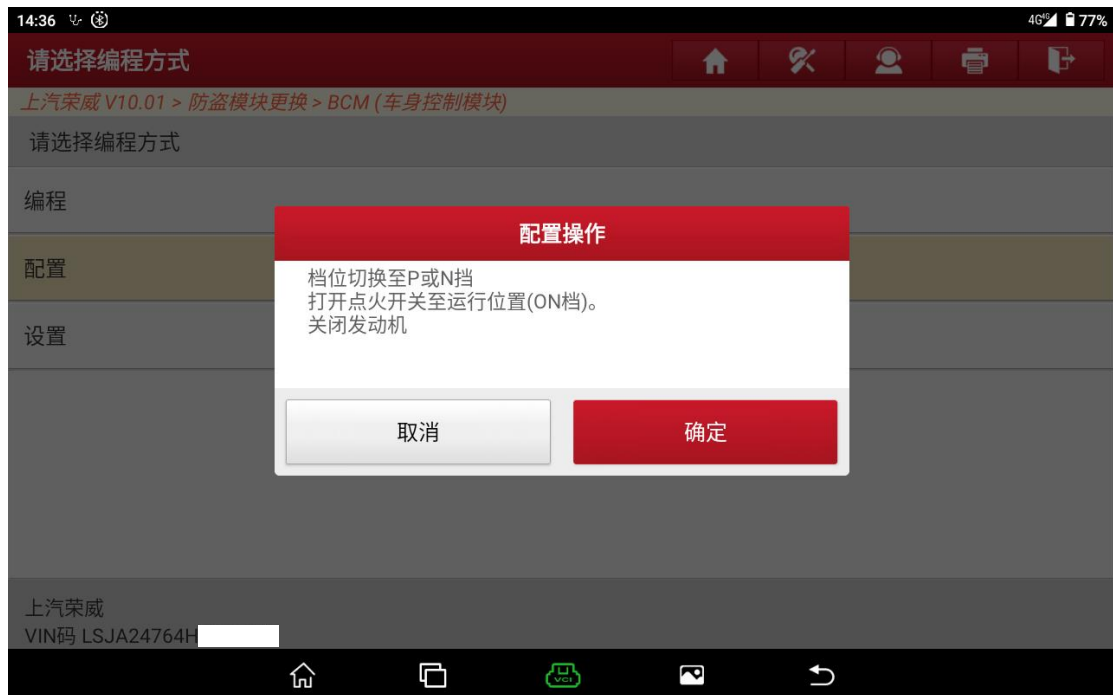 14:36
4G 77%
请选择编程方式
上汽荣威 V10.01 > 防盗模块更换 > BCM (车身控制模块)
请选择编程方式
编程
配置
设置
配置操作
档位切换至P或N挡
打开点火开关至运行位置(ON档)。
关闭发动机
取消
确定
上汽荣威
VIN码 LSJA24764H
VCI